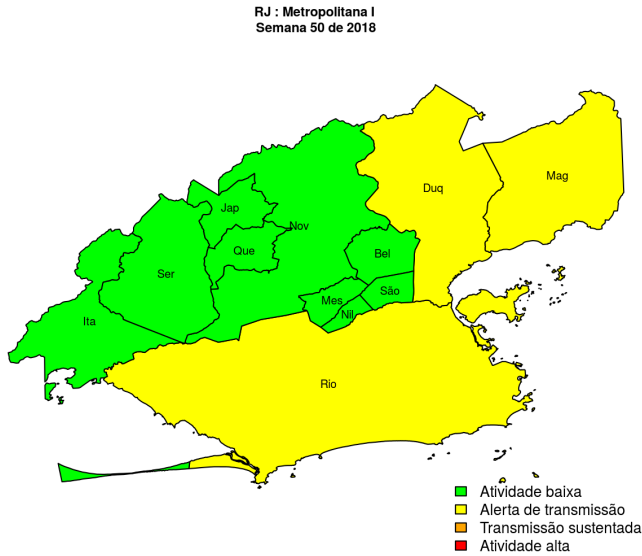 RJ : Metropolitana I
Semana 50 de 2018
Duq
Mag
Jap
Nov
Que
Bel
Ser
São
Mes
Nil
Ita
Rio
Atividade baixa
Alerta de transmissão
Transmissão sustentada
Atividade alta